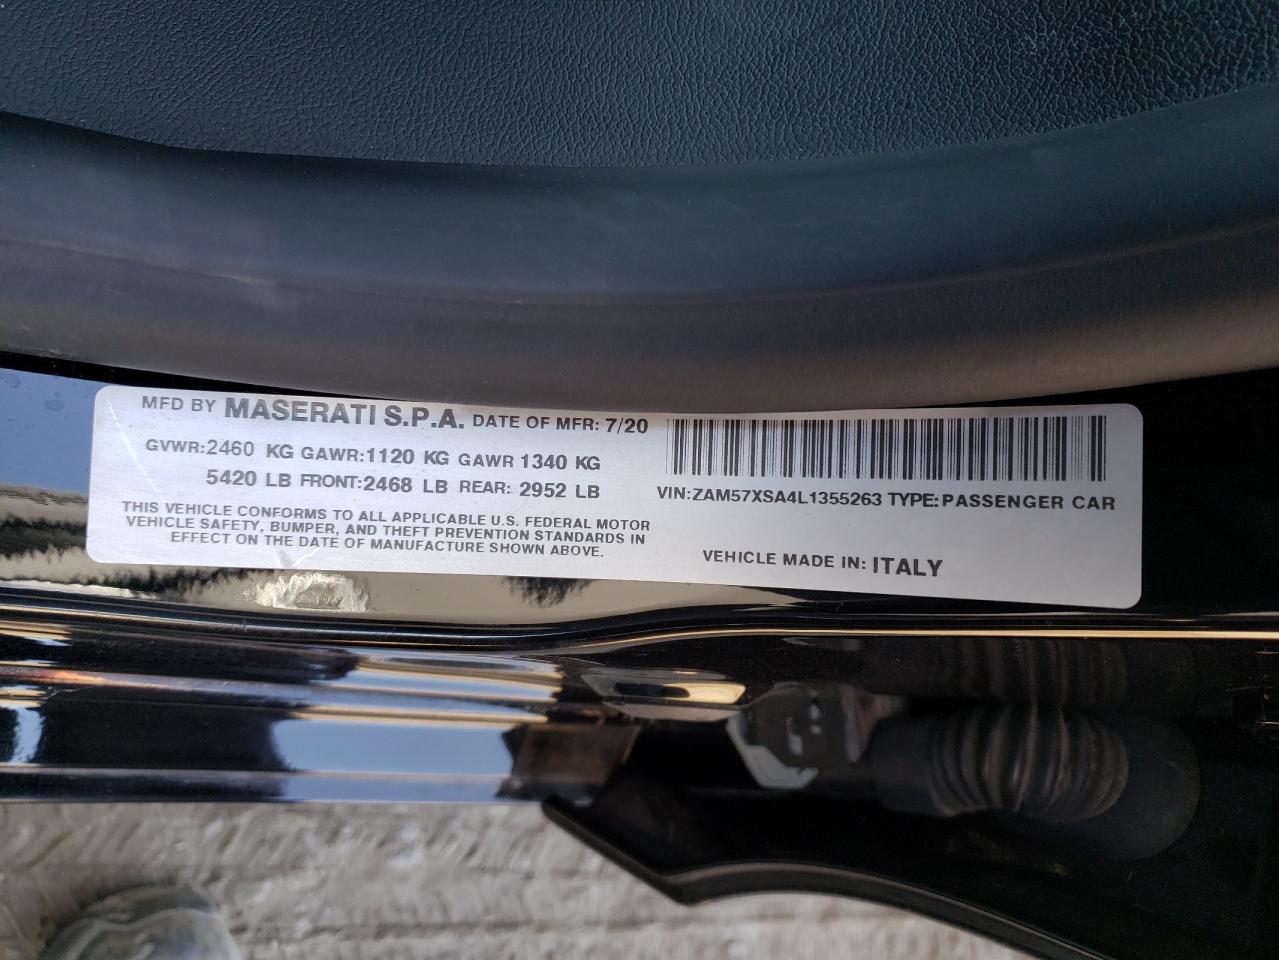 MFD BY MASERATI S.P.A. DATE OF MFR: 7/20
GVWR:2460 KG GAWR:1120 KG GAWR 1340 KG
5420 LB FRONT:2468 LB REAR: 2952 LB
THIS VEHICLE CONFORMS TO ALL APPLICABLE U.S. FEDERAL MOTOR
VEHICLE SAFETY, BUMPER, AND THEFT PREVENTION STANDARDS IN
EFFECT ON THE DATE OF MANUFACTURE SHOWN ABOVE.
VIN:ZAM57XSA4L1355263 TYPE:PASSENGER CAR
VEHICLE MADE IN: ITALY